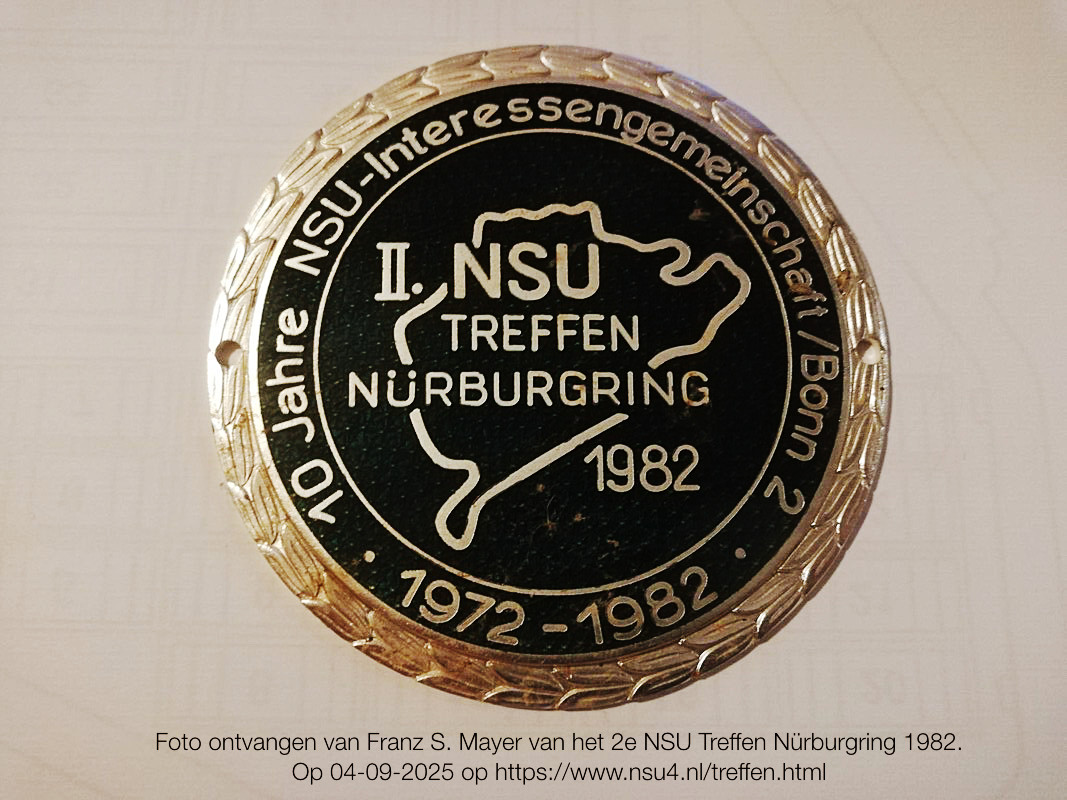 10 Jahre NSU-Interessengemeinschaft/Bonn 2
II. NSU
TREFFEN
NÜRBURGRING
1982
1972-1982
Foto ontvangen van Franz S. Mayer van het 2e NSU Treffen Nürburgring 1982.
Op 04-09-2025 op https://www.nsu4.nl/treffen.html